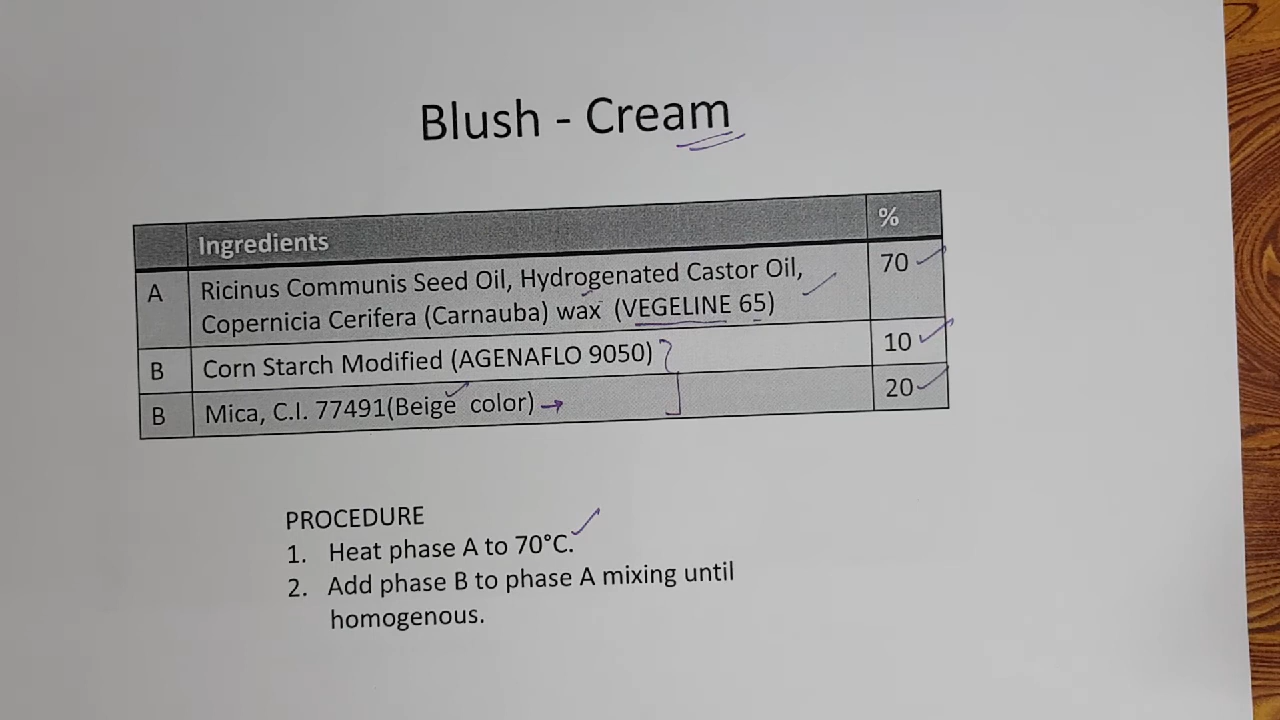 Blush - Cream
Ingredients %
A Ricinus Communis Seed Oil, Hydrogenated Castor Oil, 70
Copernicia Cerifera (Carnauba) wax (VEGELINE 65)
B Corn Starch Modified (AGENAFLO 9050) 10
B Mica, C.I. 77491(Beige color) 20
PROCEDURE
1. Heat phase A to 70°C.
2. Add phase B to phase A mixing until
homogenous.